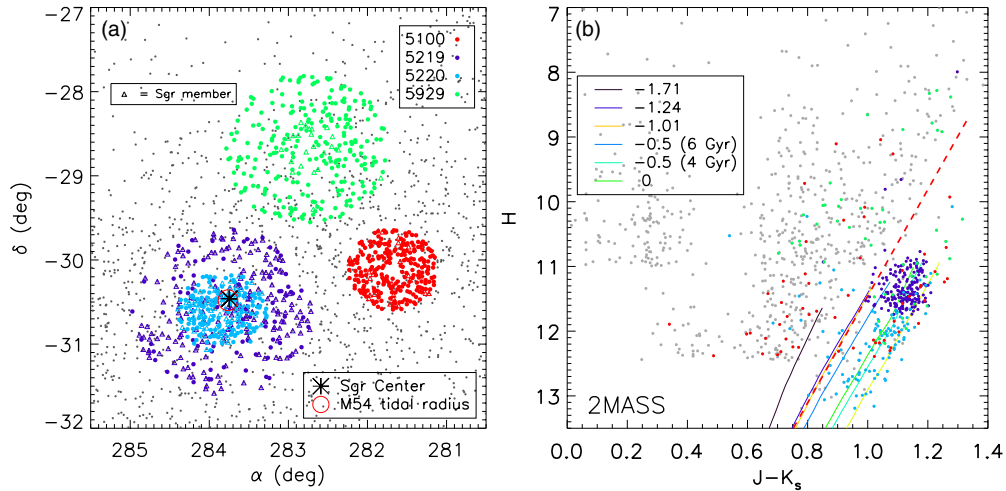 (a)
5100
5219
5220
5929
△ = Sgr member
Sgr Center
M54 tidal radius
−27
−28
−29
−30
−31
−32
δ (deg)
285
284
283
282
281
α (deg)
(b)
−1.71
−1.24
−1.01
−0.5 (6 Gyr)
−0.5 (4 Gyr)
0
2MASS
7
8
9
10
11
12
13
H
0.0
0.2
0.4
0.6
0.8
1.0
1.2
1.4
J−Ks